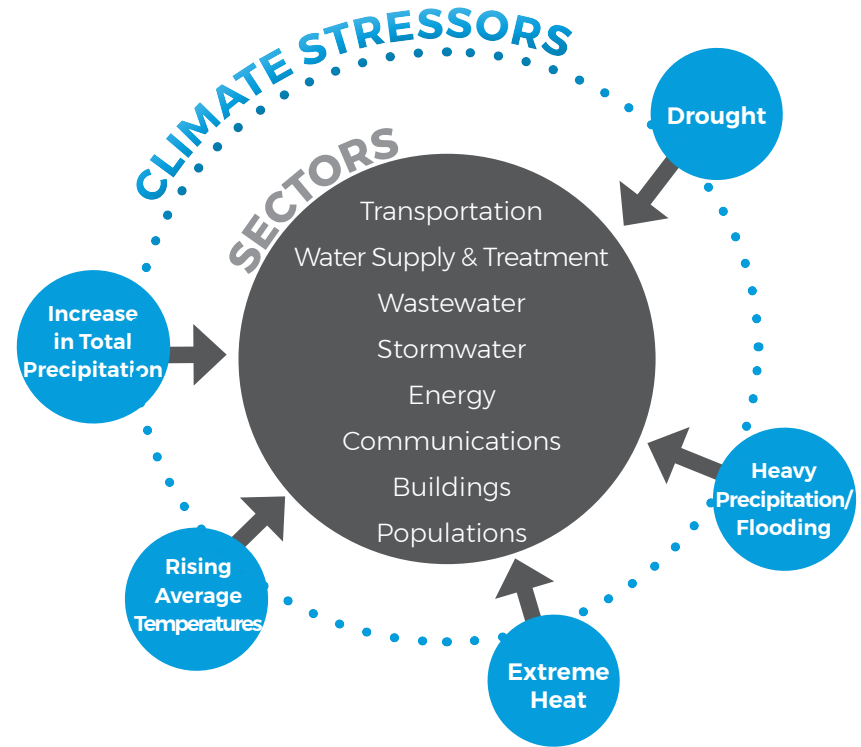 CLIMATE STRESSORS
SECTORS
Transportation
Water Supply & Treatment
Wastewater
Stormwater
Energy
Communications
Buildings
Populations
Drought
Heavy
Precipitation/
Flooding
Extreme
Heat
Rising
Average
Temperatures
Increase
in Total
Precipitation